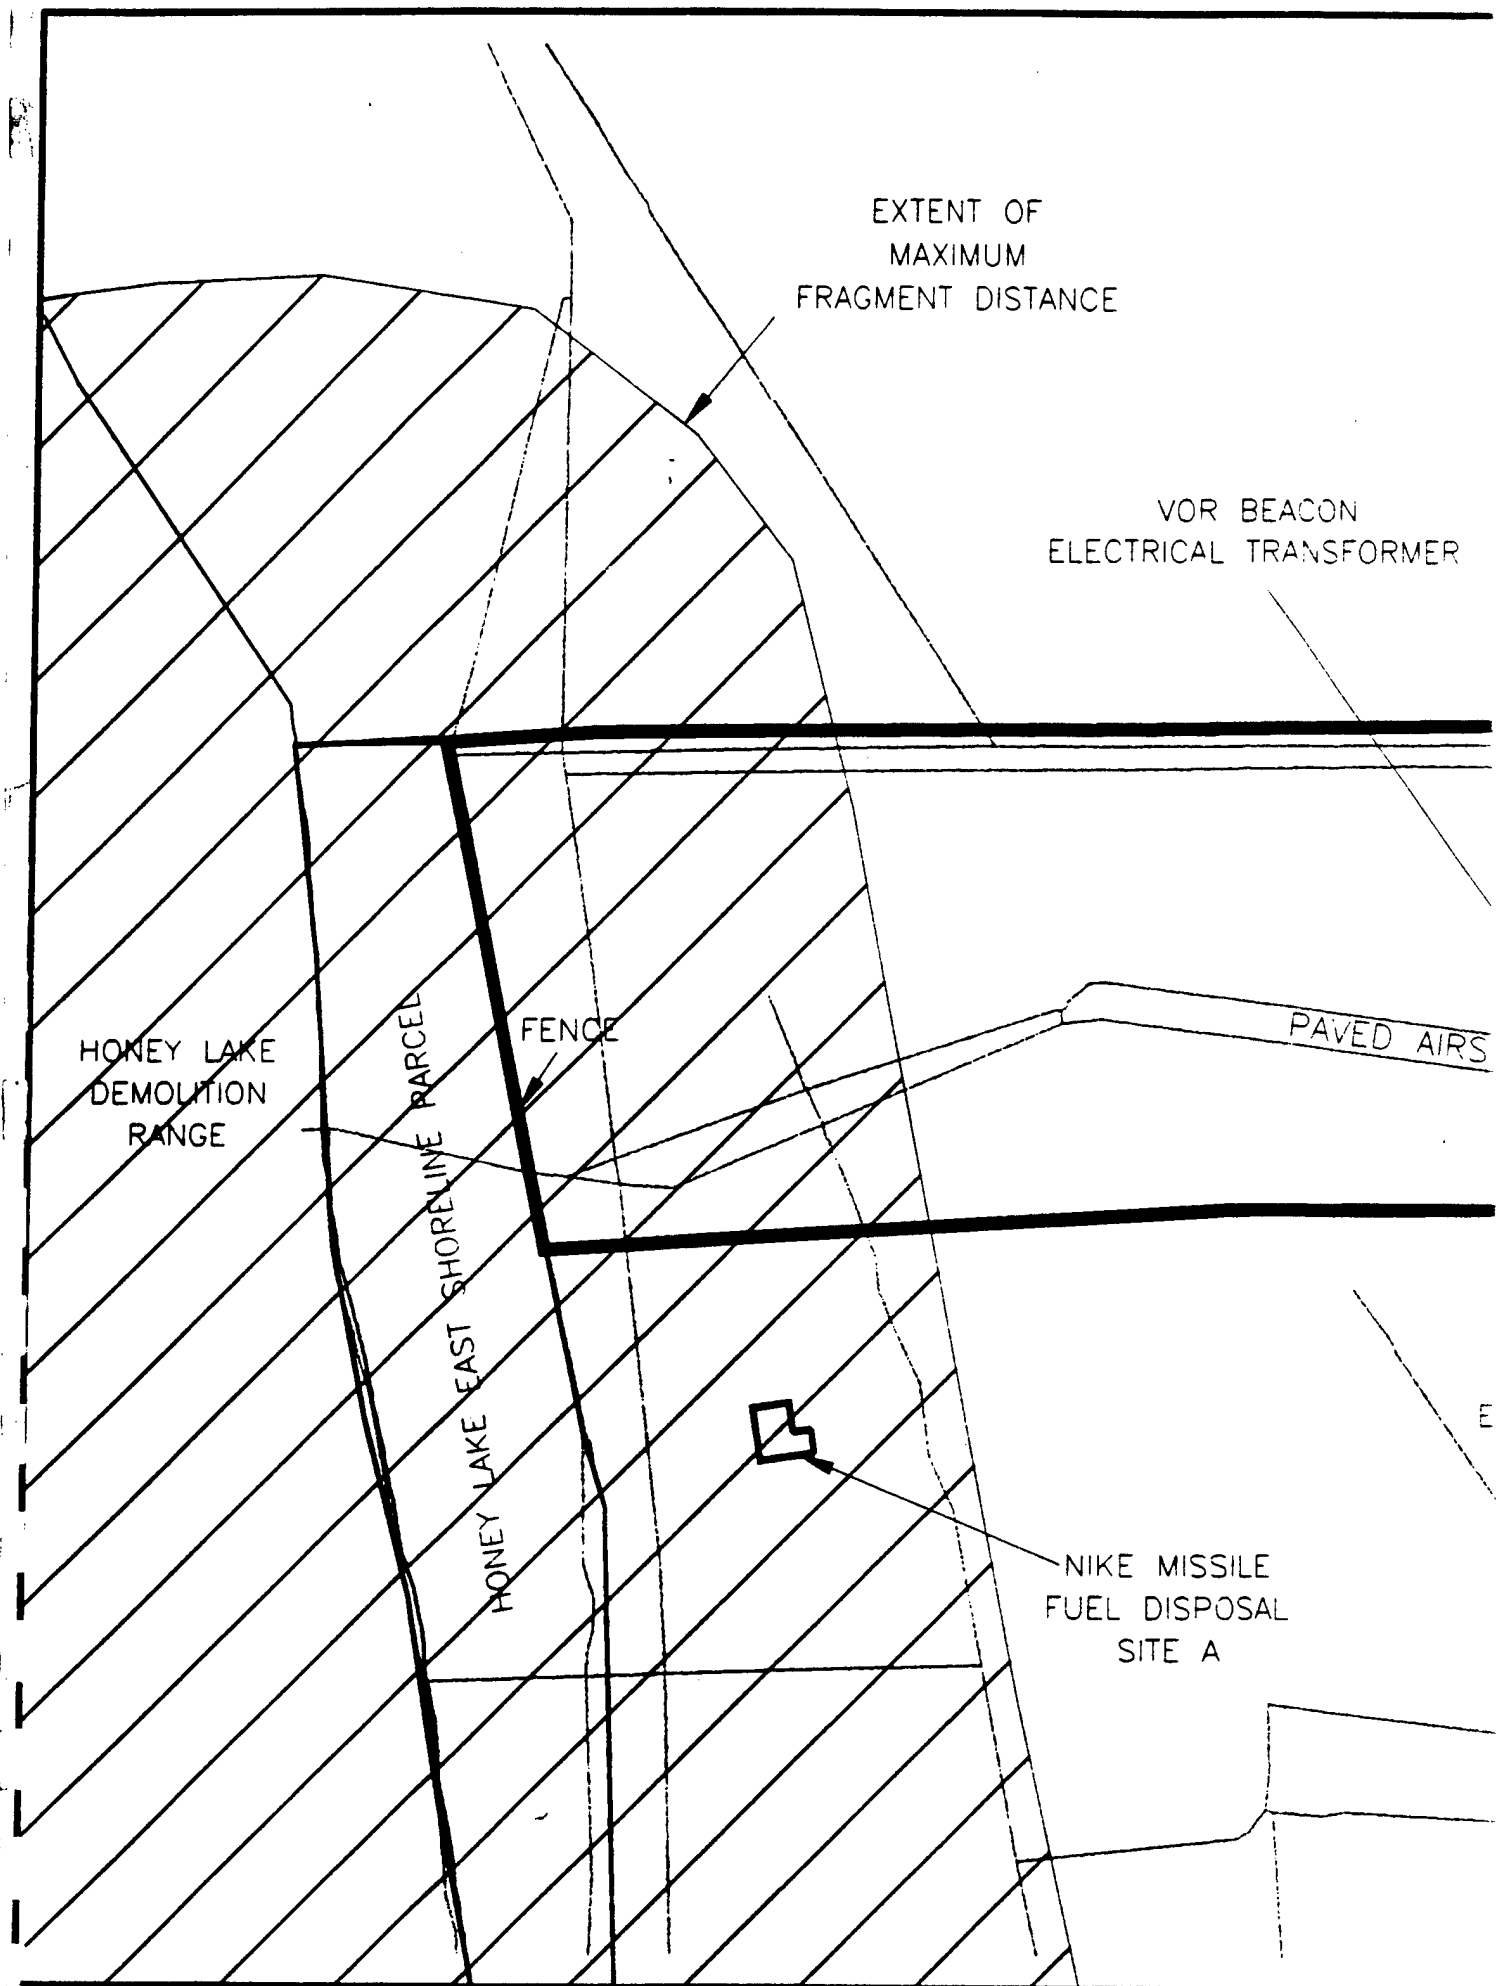 EXTENT OF
MAXIMUM
FRAGMENT DISTANCE
VOR BEACON
ELECTRICAL TRANSFORMER
PAVED AIRS
FENCE
HONEY LAKE
DEMOLITION
RANGE
HONEY LAKE EAST SHORELINE PARCEL
E
NIKE MISSILE
FUEL DISPOSAL
SITE A